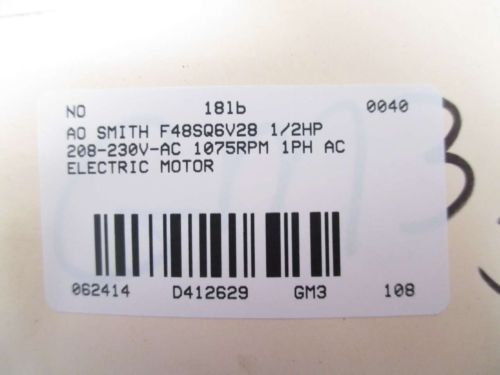 NO 18lb 0040
AO SMITH F48SQ6V28 1/2HP
208-230V-AC 1075RPM 1PH AC
ELECTRIC MOTOR
062414 D412629 GM3 108